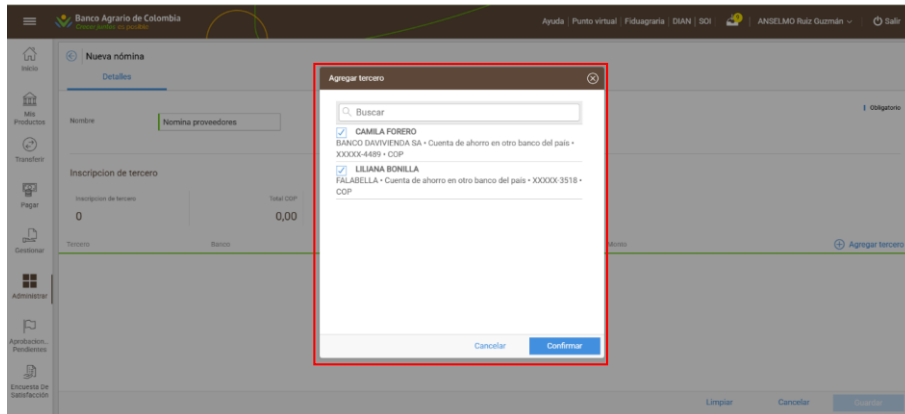 Banco Agrario de Colombia
Crecer juntos es posible
Ayuda | Punto virtual | Fiduagraria | DIAN | SOI
ANSELMO Ruiz Guzmán
Salir
Inicio
Mis
Productos
Transferir
Pagar
Gestionar
Administrar
Aprobacion...
Pendientes
Encuesta De
Satisfacción
Nueva nómina
Detalles
Obligatorio
Nombre
Nomina proveedores
Inscripcion de tercero
Inscripcion de tercero
Total COP
0
0,00
Tercero
Banco
Monto
Agregar tercero
Agregar tercero
Buscar
CAMILA FORERO
BANCO DAVIVIENDA SA • Cuenta de ahorro en otro banco del país •
XXXXX-4489 • COP
LILIANA BONILLA
FALABELLA • Cuenta de ahorro en otro banco del país • XXXXX-3518 •
COP
Cancelar
Confirmar
Limpiar
Cancelar
Guardar